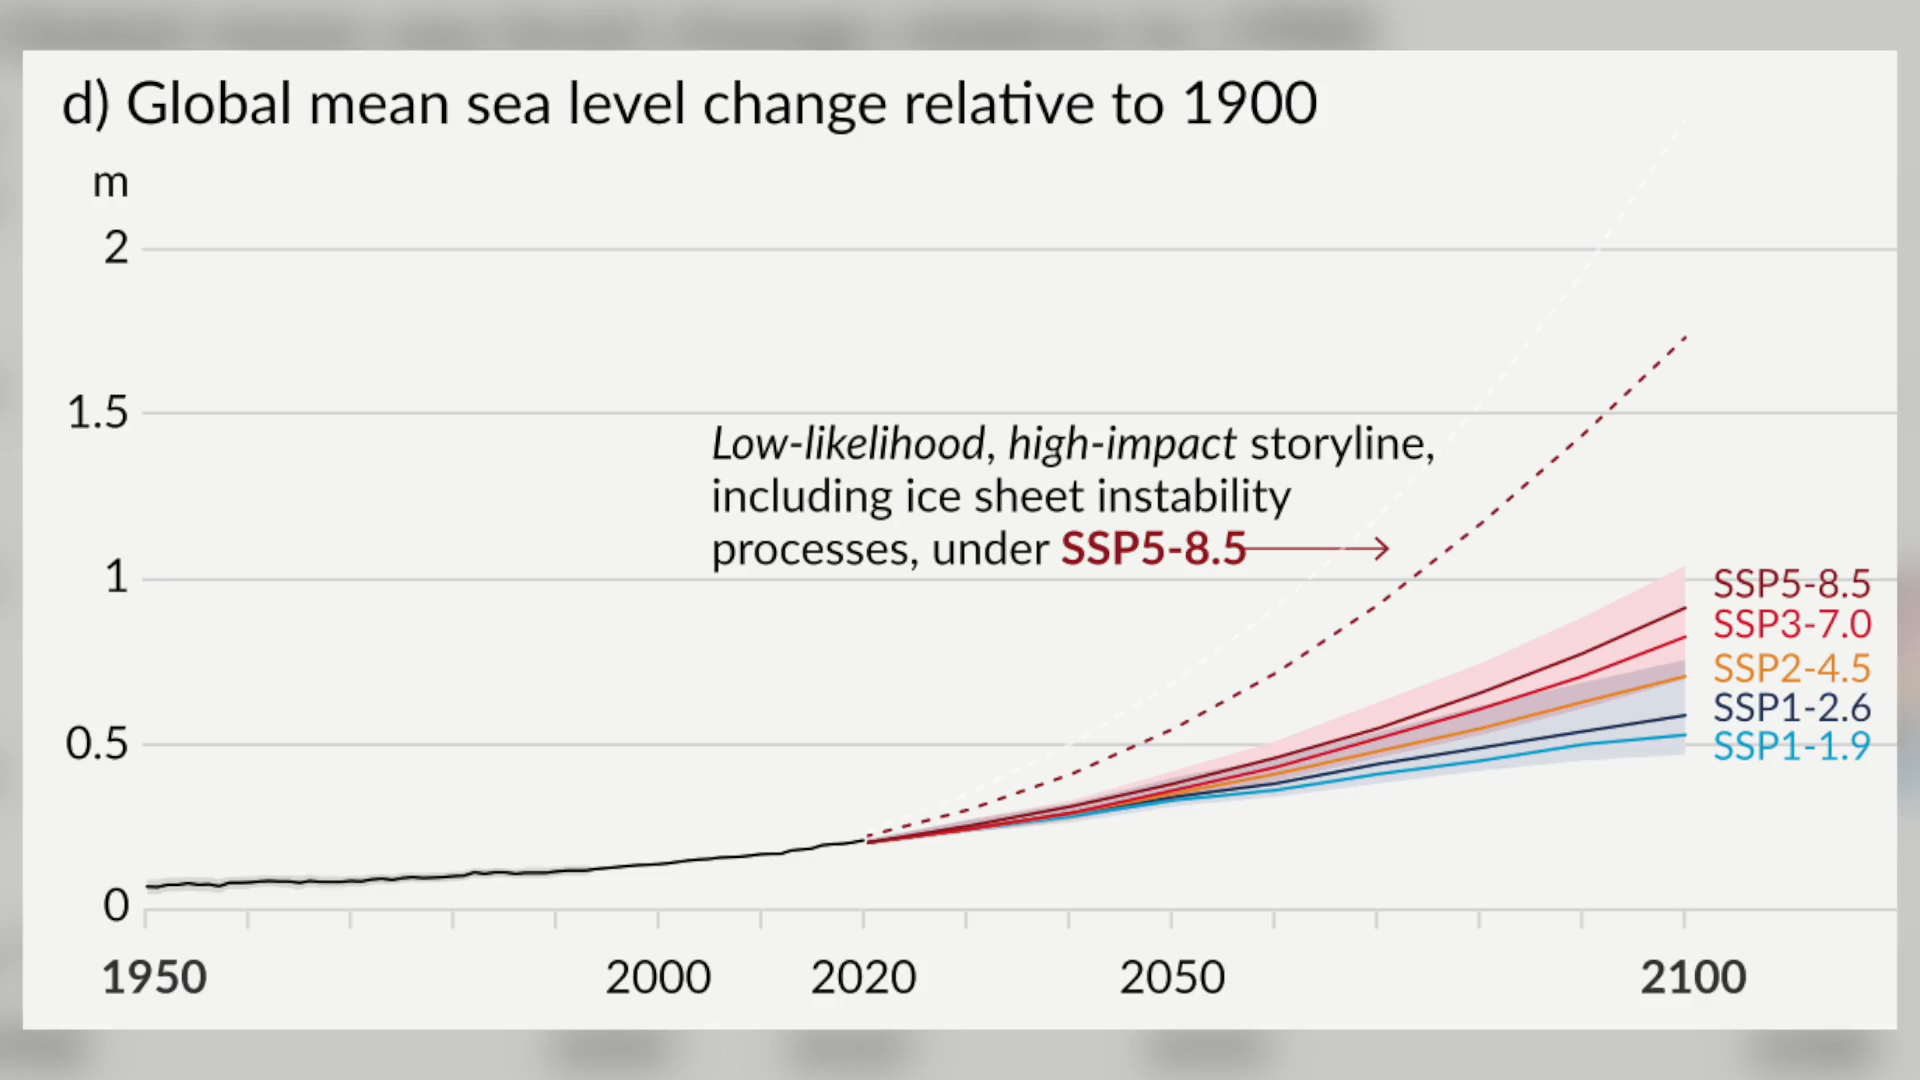 d) Global mean sea level change relative to 1900
m
2
1.5
Low-likelihood, high-impact storyline,
including ice sheet instability
processes, under SSP5-8.5
1
0.5
0
SSP5-8.5
SSP3-7.0
SSP2-4.5
SSP1-2.6
SSP1-1.9
1950 2000 2020 2050 2100